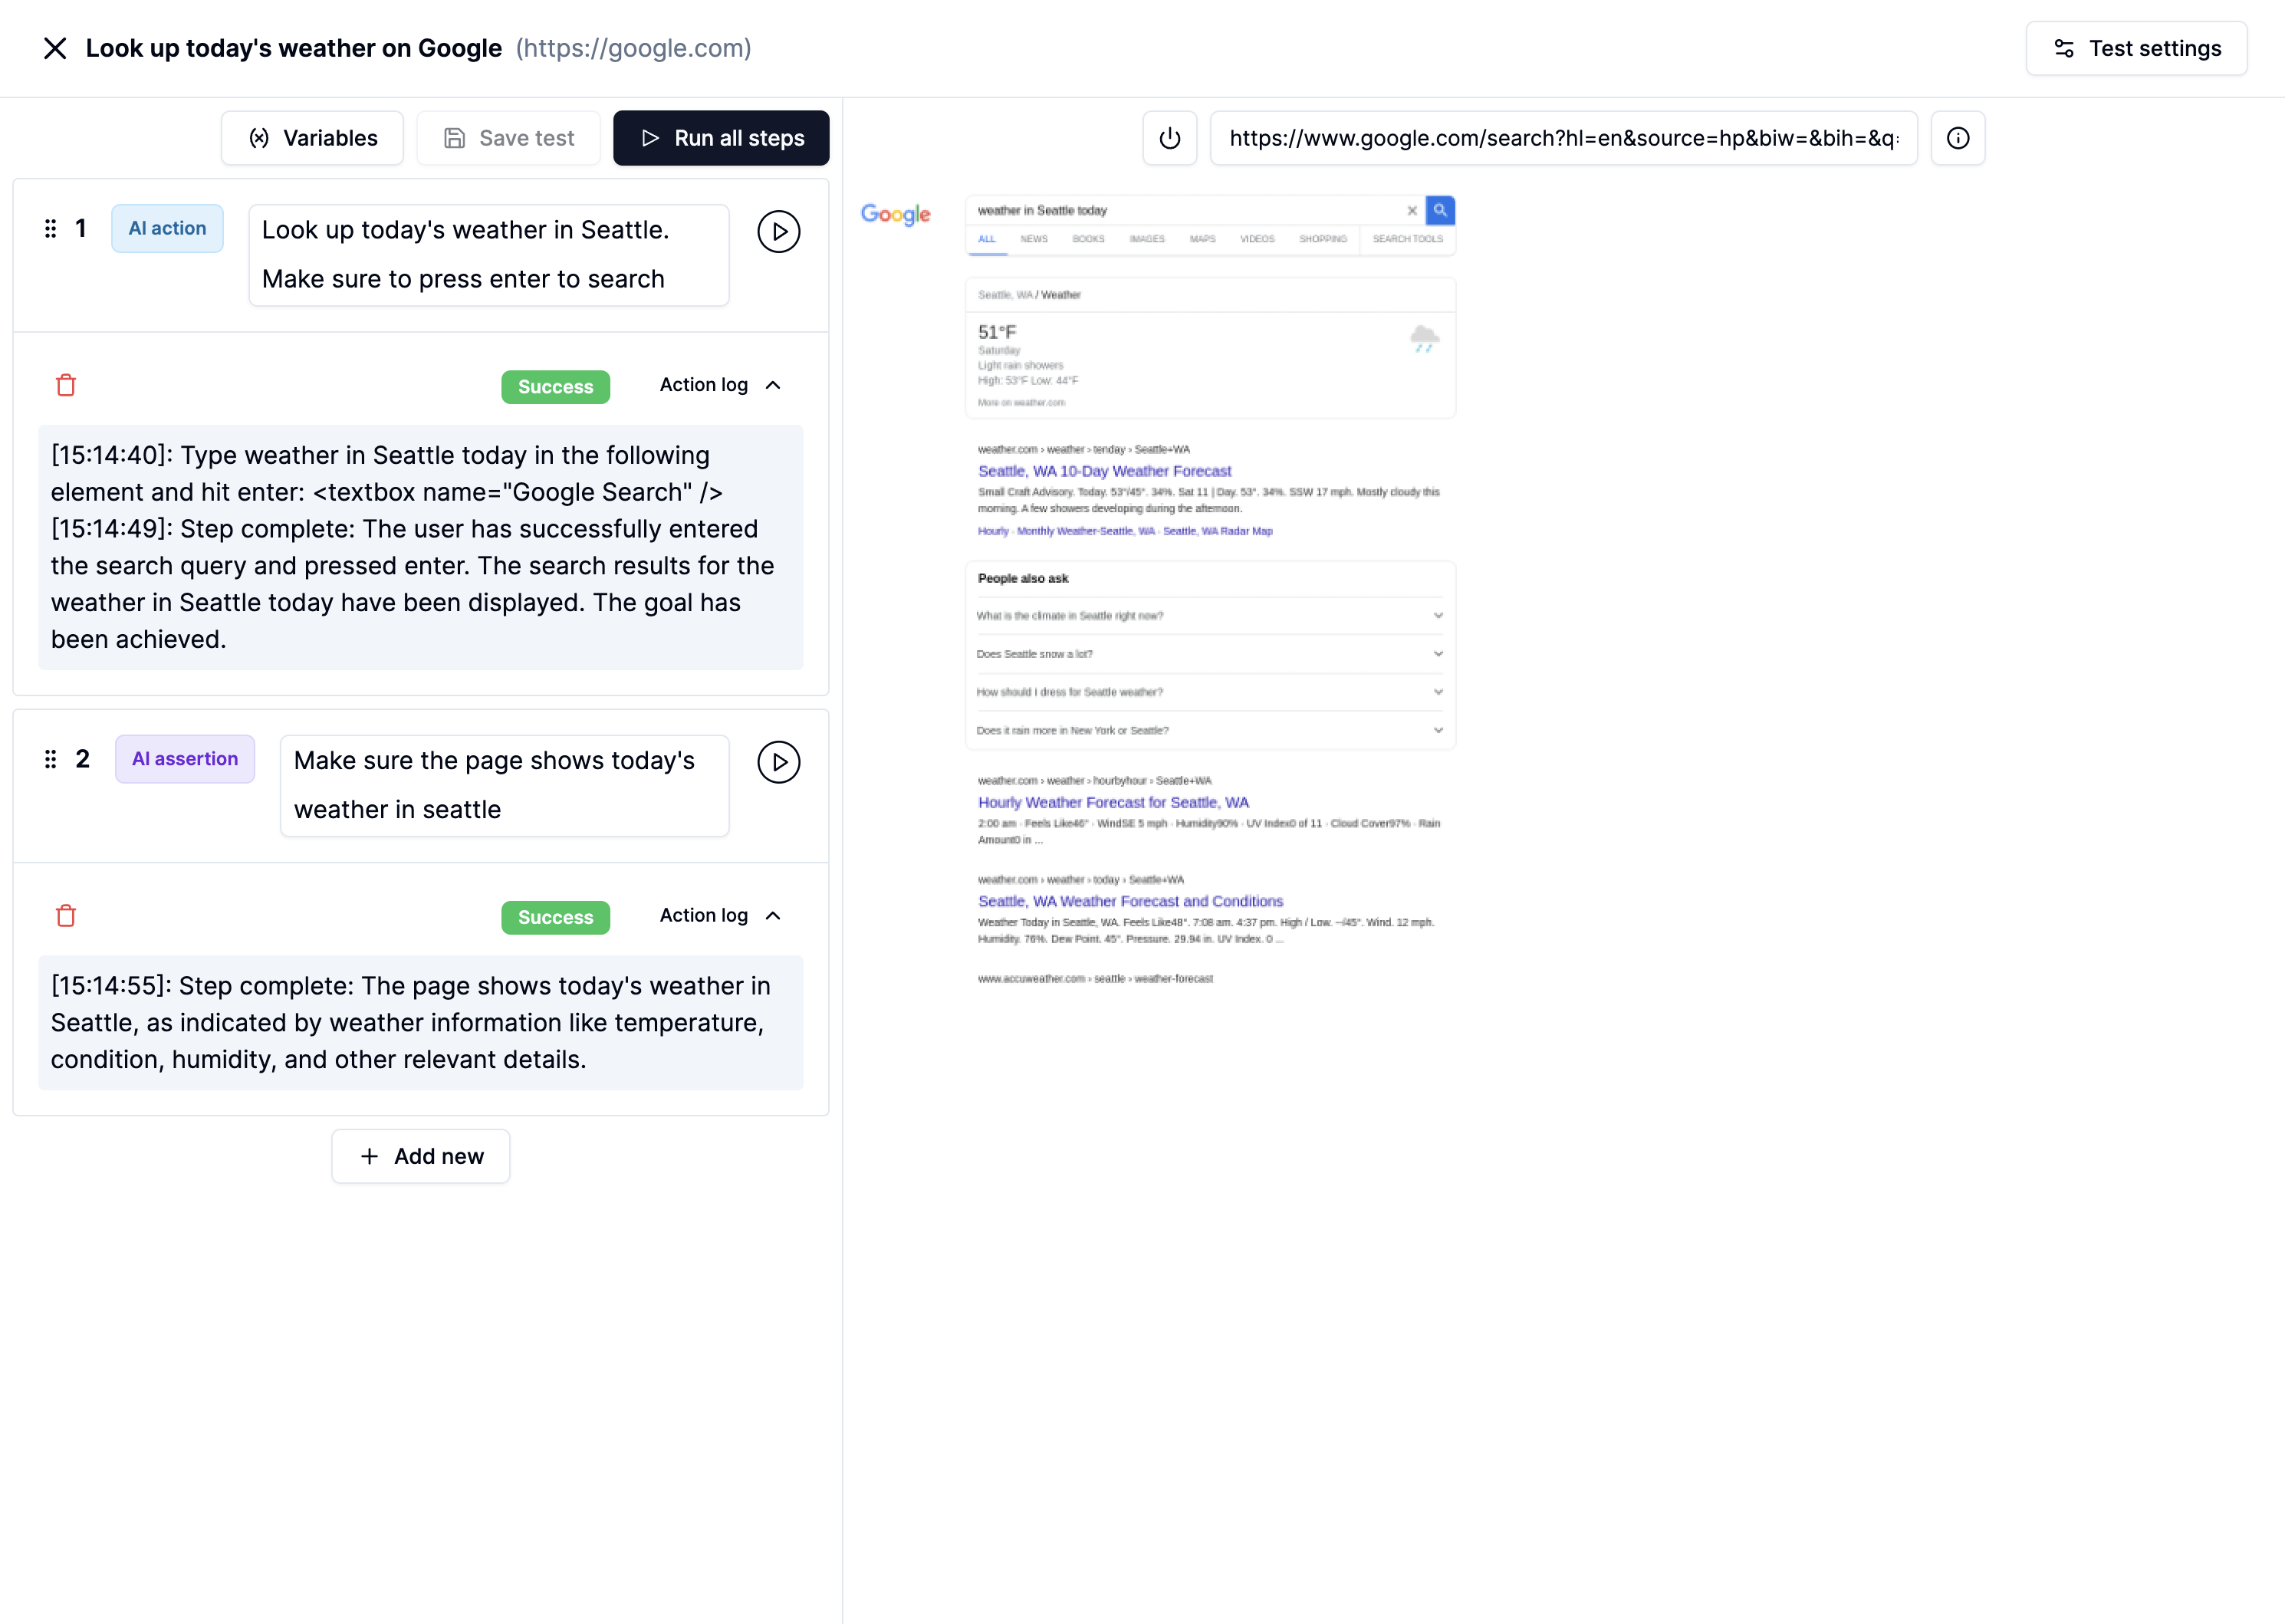 Look up today's weather on Google (https://google.com)
Test settings
Variables
Save test
Run all steps
1
AI action
Look up today's weather in Seattle.
Make sure to press enter to search
Success
Action log
[15:14:40]: Type weather in Seattle today in the following
element and hit enter: <textbox name="Google Search" />
[15:14:49]: Step complete: The user has successfully entered
the search query and pressed enter. The search results for the
weather in Seattle today have been displayed. The goal has
been achieved.
2
AI assertion
Make sure the page shows today's
weather in seattle
Success
Action log
[15:14:55]: Step complete: The page shows today's weather in
Seattle, as indicated by weather information like temperature,
condition, humidity, and other relevant details.
Add new
https://www.google.com/search?hl=en&source=hp&biw=&bih=&q=
Google
weather in Seattle today
ALL NEWS BOOKS IMAGES MAPS VIDEOS SHOPPING SEARCH TOOLS
Seattle, WA / Weather
51°F
Saturday
Light rain showers
High: 53°F Low: 44°F
More on weather.com
weather.com › weather › tenday › Seattle+WA
Seattle, WA 10-Day Weather Forecast
Small Craft Advisory. Today. 53°/45°. 34%. Sat 11 | Day. 53°. 34%. SSW 17 mph. Mostly cloudy this
morning. A few showers developing during the afternoon.
Hourly · Monthly Weather-Seattle, WA · Seattle, WA Radar Map
People also ask
What is the climate in Seattle right now?
Does Seattle snow a lot?
How should I dress for Seattle weather?
Does it rain more in New York or Seattle?
weather.com › weather › hourbyhour › Seattle+WA
Hourly Weather Forecast for Seattle, WA
2:00 am · Feels Like46° · WindSE 5 mph · Humidity90% · UV Index0 of 11 · Cloud Cover97% · Rain
Amount0 in ...
weather.com › weather › today › Seattle+WA
Seattle, WA Weather Forecast and Conditions
Weather Today in Seattle, WA. Feels Like48°. 7:08 am. 4:37 pm. High / Low. --/45°. Wind. 12 mph.
Humidity. 76%. Dew Point. 45°. Pressure. 29.94 in. UV Index. 0 ...
www.accuweather.com › seattle › weather-forecast